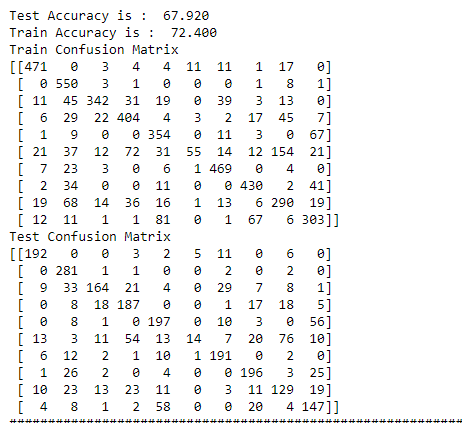 Test Accuracy is :  67.920
Train Accuracy is :  72.400
Train Confusion Matrix
[[471   0   3   4   4  11  11   1  17   0]
 [  0 550   3   1   0   0   0   1   8   1]
 [ 11  45 342  31  19   0  39   3  13   0]
 [  6  29  22 404   4   3   2  17  45   7]
 [  1   9   0   0 354   0  11   3   0  67]
 [ 21  37  12  72  31  55  14  12 154  21]
 [  7  23   3   0   6   1 469   0   4   0]
 [  2  34   0   0  11   0   0 430   2  41]
 [ 19  68  14  36  16   1  13   6 290  19]
 [ 12  11   1   1  81   0   1  67   6 303]]
Test Confusion Matrix
[[192   0   0   3   2   5  11   0   6   0]
 [  0 281   1   1   0   0   2   0   2   0]
 [  9  33 164  21   4   0  29   7   8   1]
 [  0   8  18 187   0   0   1  17  18   5]
 [  0   8   1   0 197   0  10   3   0  56]
 [ 13   3  11  54  13  14   7  20  76  10]
 [  6  12   2   1  10   1 191   0   2   0]
 [  1  26   2   0   4   0   0 196   3  25]
 [ 10  23  13  23  11   0   3  11 129  19]
 [  4   8   1   2  58   0   0  20   4 147]]